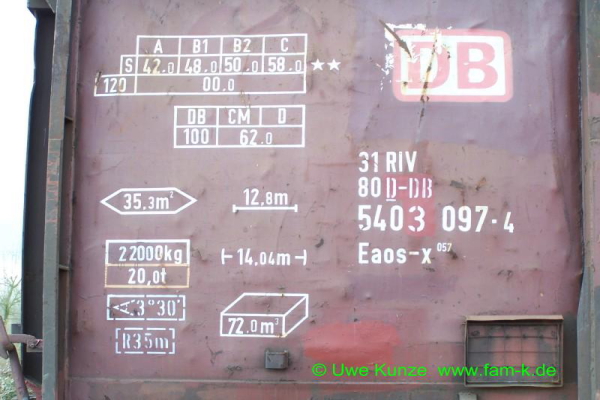 A B1 B2 C
S 42.0 48.0 50.0 58.0 **
120 00.0
DB CM D
100 62.0
DB
31 RIV
80 D-DB
5403 097-4
Eaos-x 057
35,3m²
12,8m
22000kg
20,0t
14,04m
3°30'
R35m
72.0m³
© Uwe Kunze www.fam-k.de